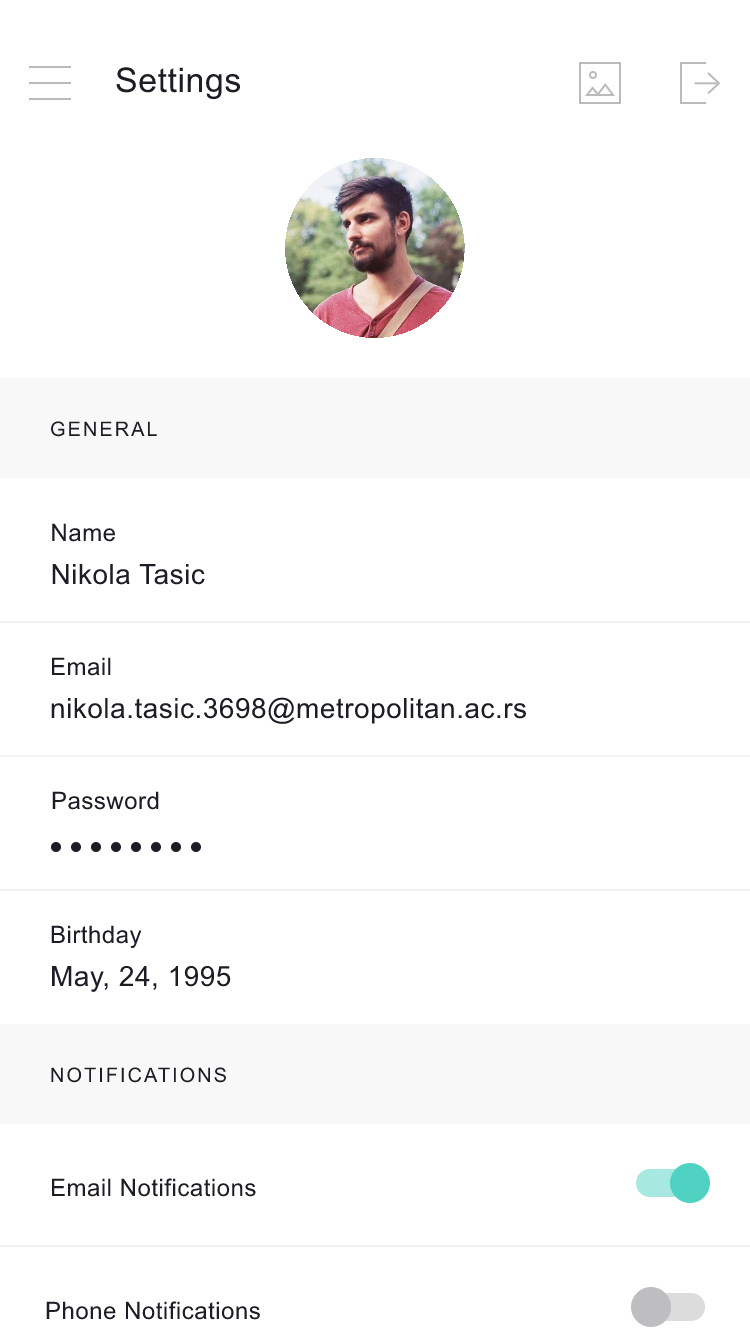 Settings
GENERAL
Name
Nikola Tasic
Email
nikola.tasic.3698@metropolitan.ac.rs
Password
••••••••
Birthday
May, 24, 1995
NOTIFICATIONS
Email Notifications
Phone Notifications